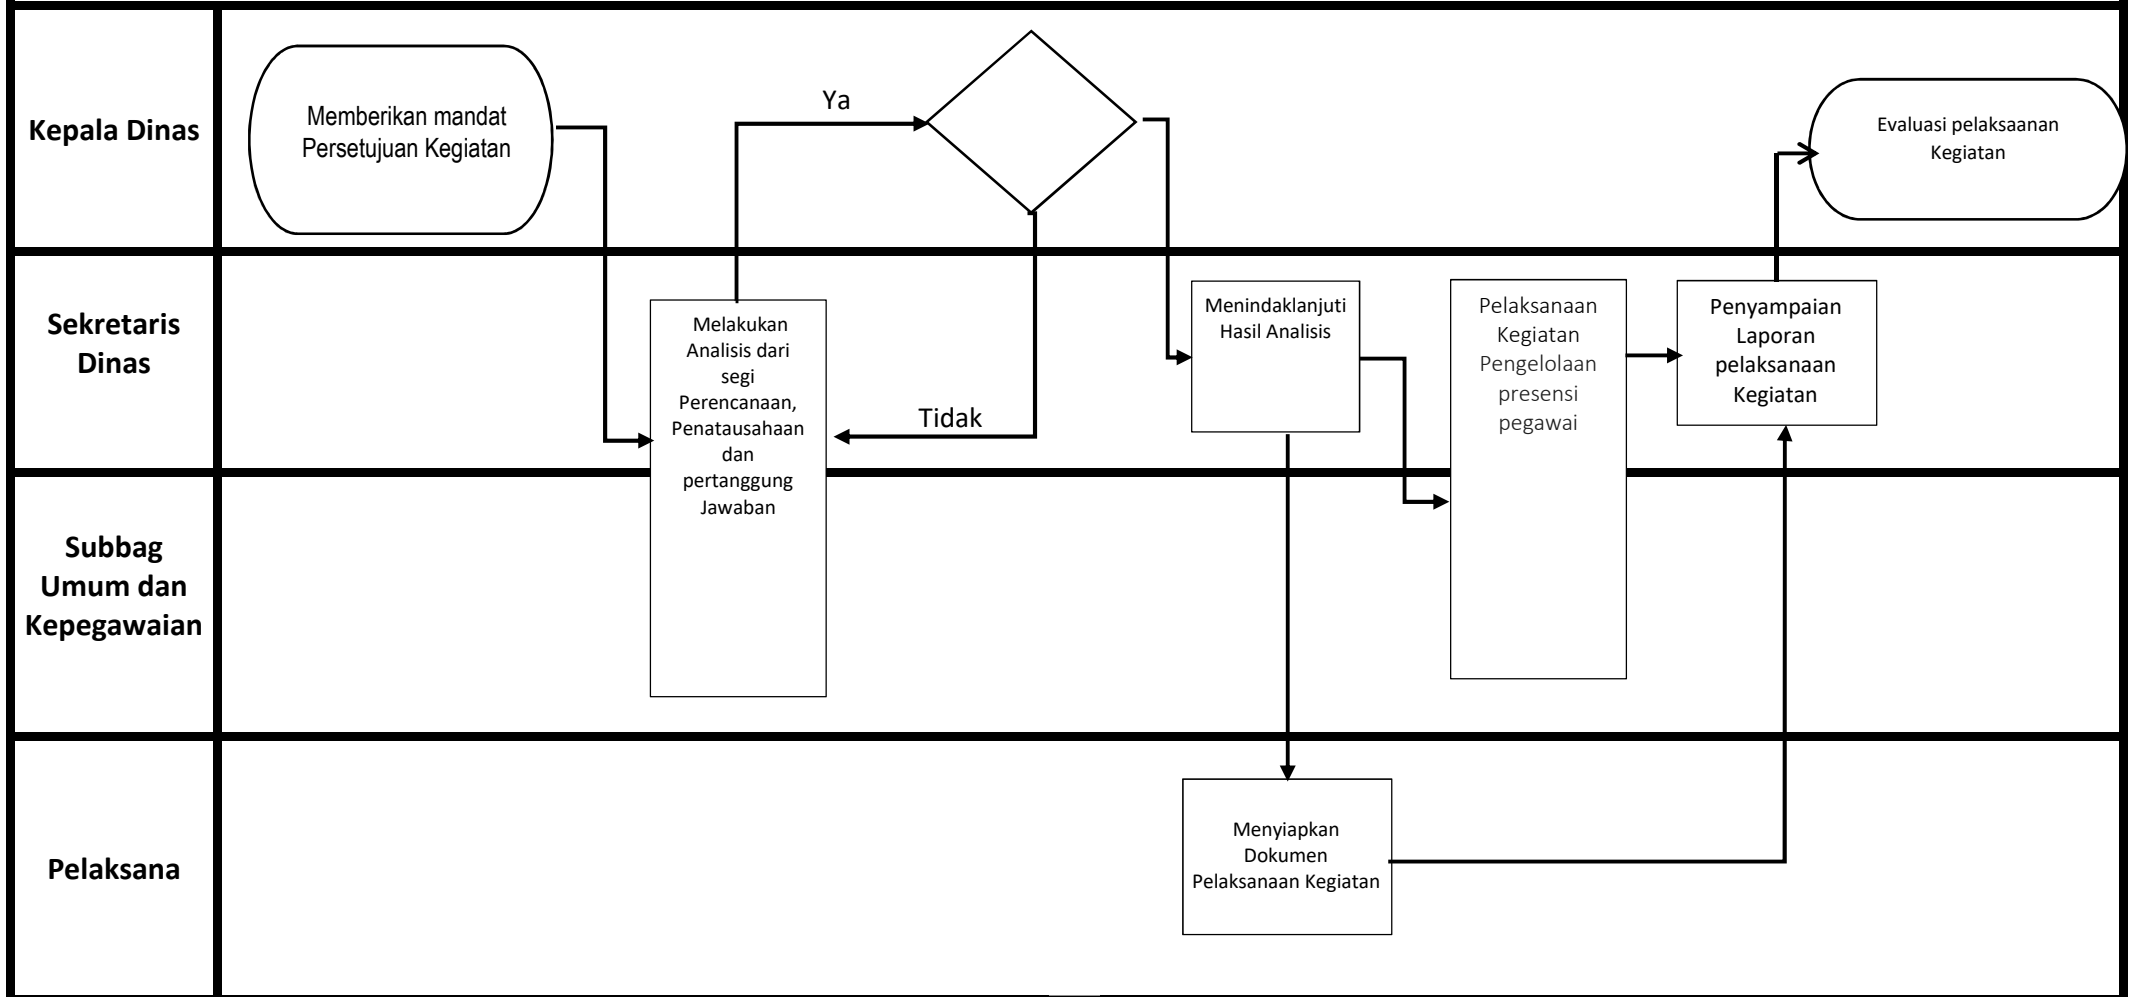 Kepala Dinas
Memberikan mandat
Persetujuan Kegiatan
Ya
Evaluasi pelaksaanan
Kegiatan
Sekretaris
Dinas
Melakukan
Analisis dari
segi
Perencanaan,
Penatausahaan
dan
pertanggung
Jawaban
Tidak
Menindaklanjuti
Hasil Analisis
Pelaksanaan
Kegiatan
Pengelolaan
presensi
pegawai
Penyampaian
Laporan
pelaksanaan
Kegiatan
Subbag
Umum dan
Kepegawaian
Pelaksana
Menyiapkan
Dokumen
Pelaksanaan Kegiatan